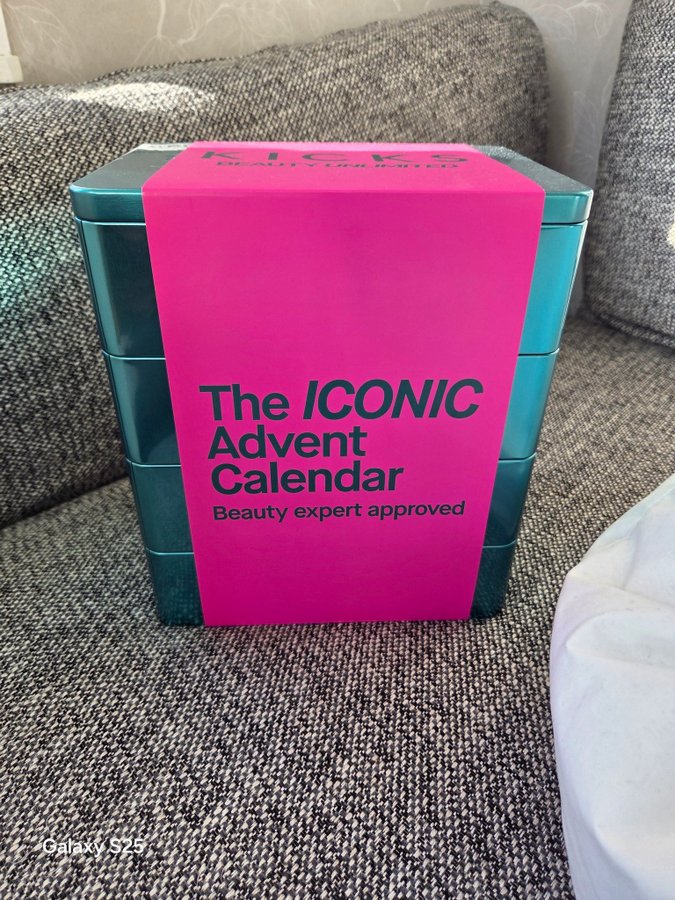 KICKS
BEAUTY UNLIMITED
The ICONIC
Advent
Calendar
Beauty expert approved
Galaxy S25